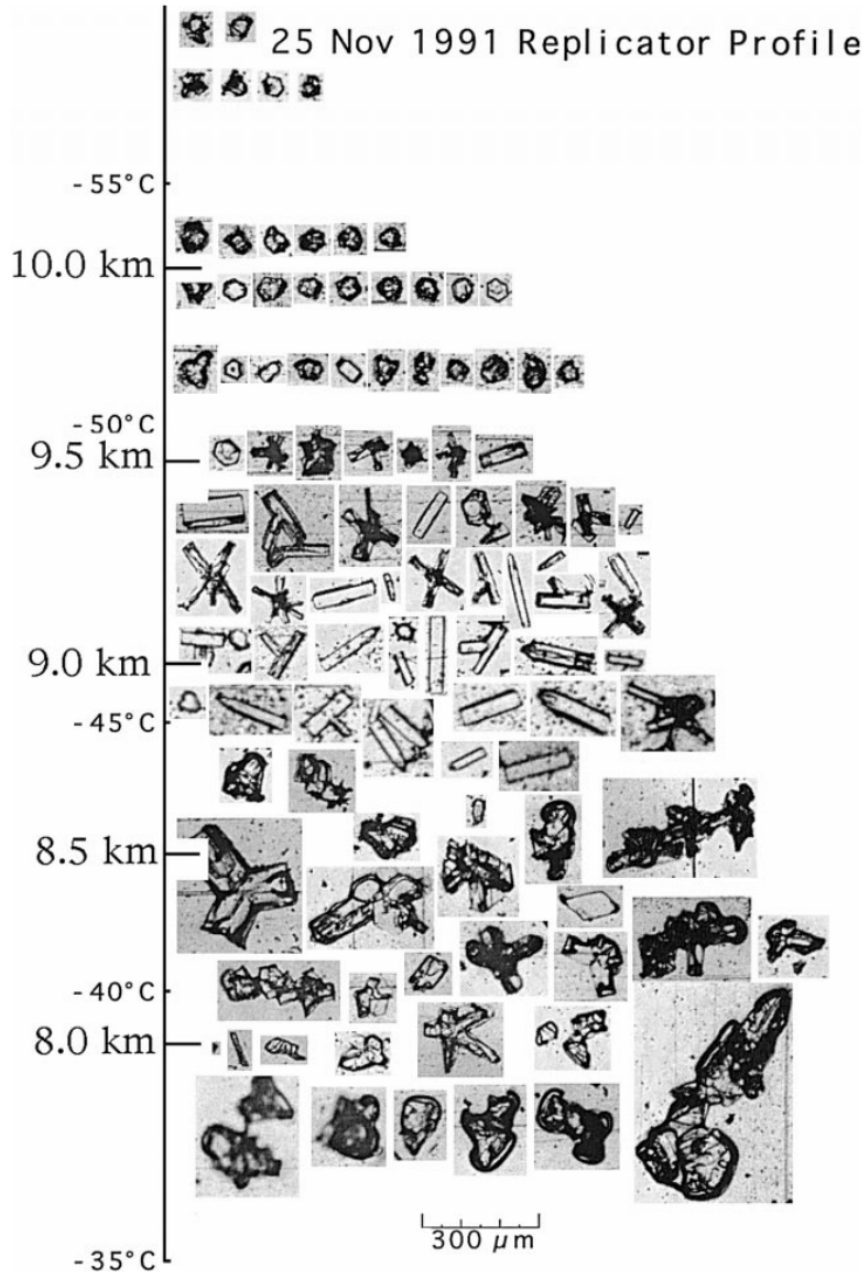 25 Nov 1991 Replicator Profile
-55°C
10.0 km
-50°C
9.5 km
9.0 km
-45°C
8.5 km
-40°C
8.0 km
300 μm
-35°C